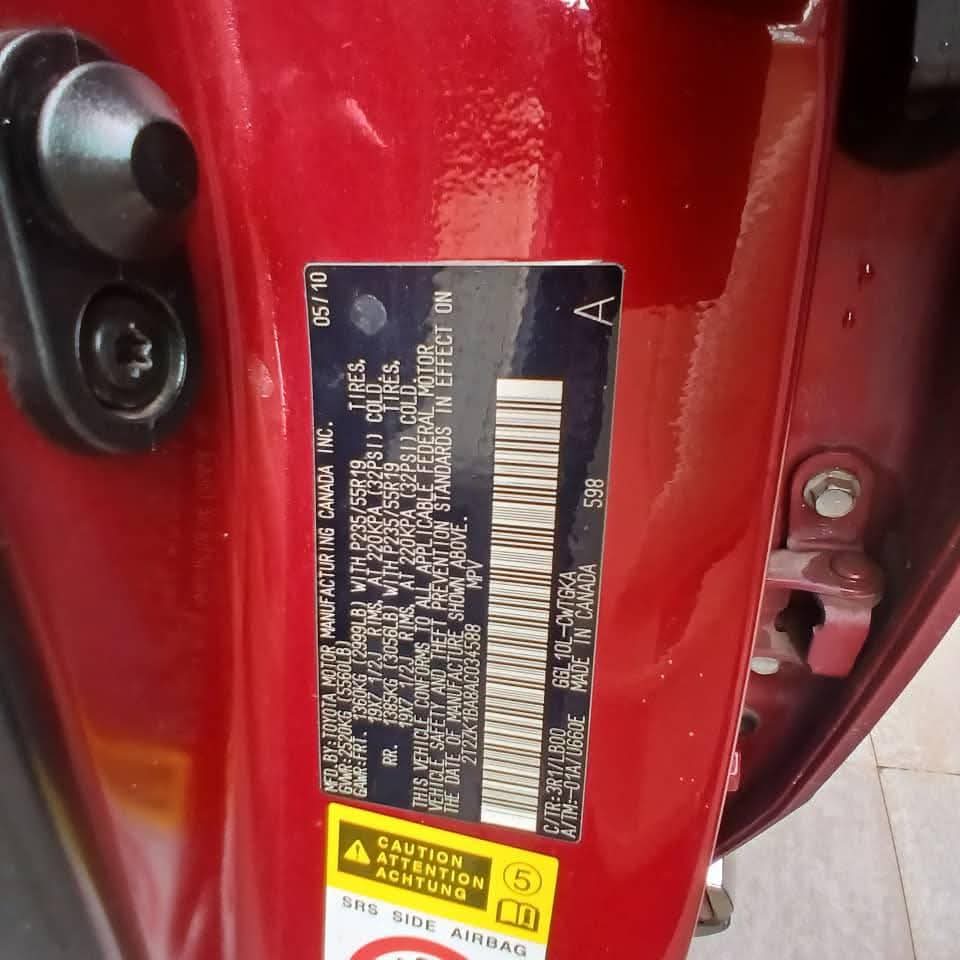 MFD.BY:TOYOTA MOTOR MANUFACTURING CANADA INC. 05/10
GVWR:2520KG (5560LB)
GAWR:FRT. 1360KG (2999LB) WITH P235/55R19 TIRES,
19X7 1/2J RIMS, AT 220KPA (32PSI) COLD.
RR. 1385KG (3056LB) WITH P235/55R19 TIRES,
19X7 1/2J RIMS, AT 220KPA (32PSI) COLD.
THIS VEHICLE CONFORMS TO ALL APPLICABLE FEDERAL MOTOR
VEHICLE SAFETY AND THEFT PREVENTION STANDARDS IN EFFECT ON
THE DATE OF MANUFACTURE SHOWN ABOVE.
2T2ZK1BA8AC034588 MPV
C/TR:3R1/LB00 GGL10L-CWTGKA A
A/TM:-01A/U660E MADE IN CANADA 598
CAUTION
ATTENTION
ACHTUNG
5
SRS SIDE AIRBAG